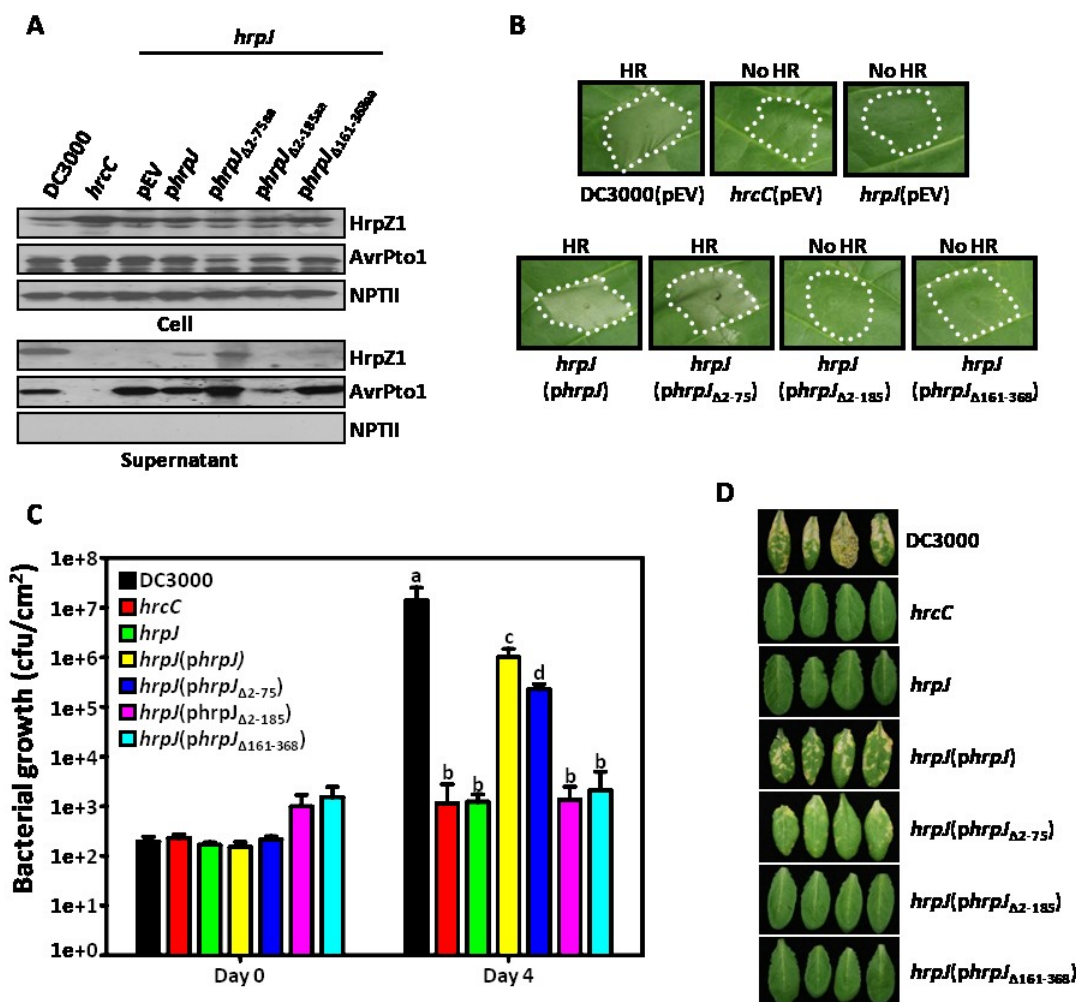 A
hrpJ
DC3000
hrcC
pEV
phrpJ
phrpJΔ2-75aa
phrpJΔ2-185aa
phrpJΔ161-368aa
HrpZ1
AvrPto1
NPTII
Cell
HrpZ1
AvrPto1
NPTII
Supernatant
B
HR
No HR
No HR
DC3000(pEV)
hrcC(pEV)
hrpJ(pEV)
HR
HR
No HR
No HR
hrpJ
(phrpJ)
hrpJ
(phrpJΔ2-75)
hrpJ
(phrpJΔ2-185)
hrpJ
(phrpJΔ161-368)
C
Bacterial growth (cfu/cm²)
1e+8
1e+7
1e+6
1e+5
1e+4
1e+3
1e+2
1e+1
1e+0
DC3000
hrcC
hrpJ
hrpJ(phrpJ)
hrpJ(phrpJΔ2-75)
hrpJ(phrpJΔ2-185)
hrpJ(phrpJΔ161-368)
a
b
b
c
d
b
b
Day 0
Day 4
D
DC3000
hrcC
hrpJ
hrpJ(phrpJ)
hrpJ(phrpJΔ2-75)
hrpJ(phrpJΔ2-185)
hrpJ(phrpJΔ161-368)